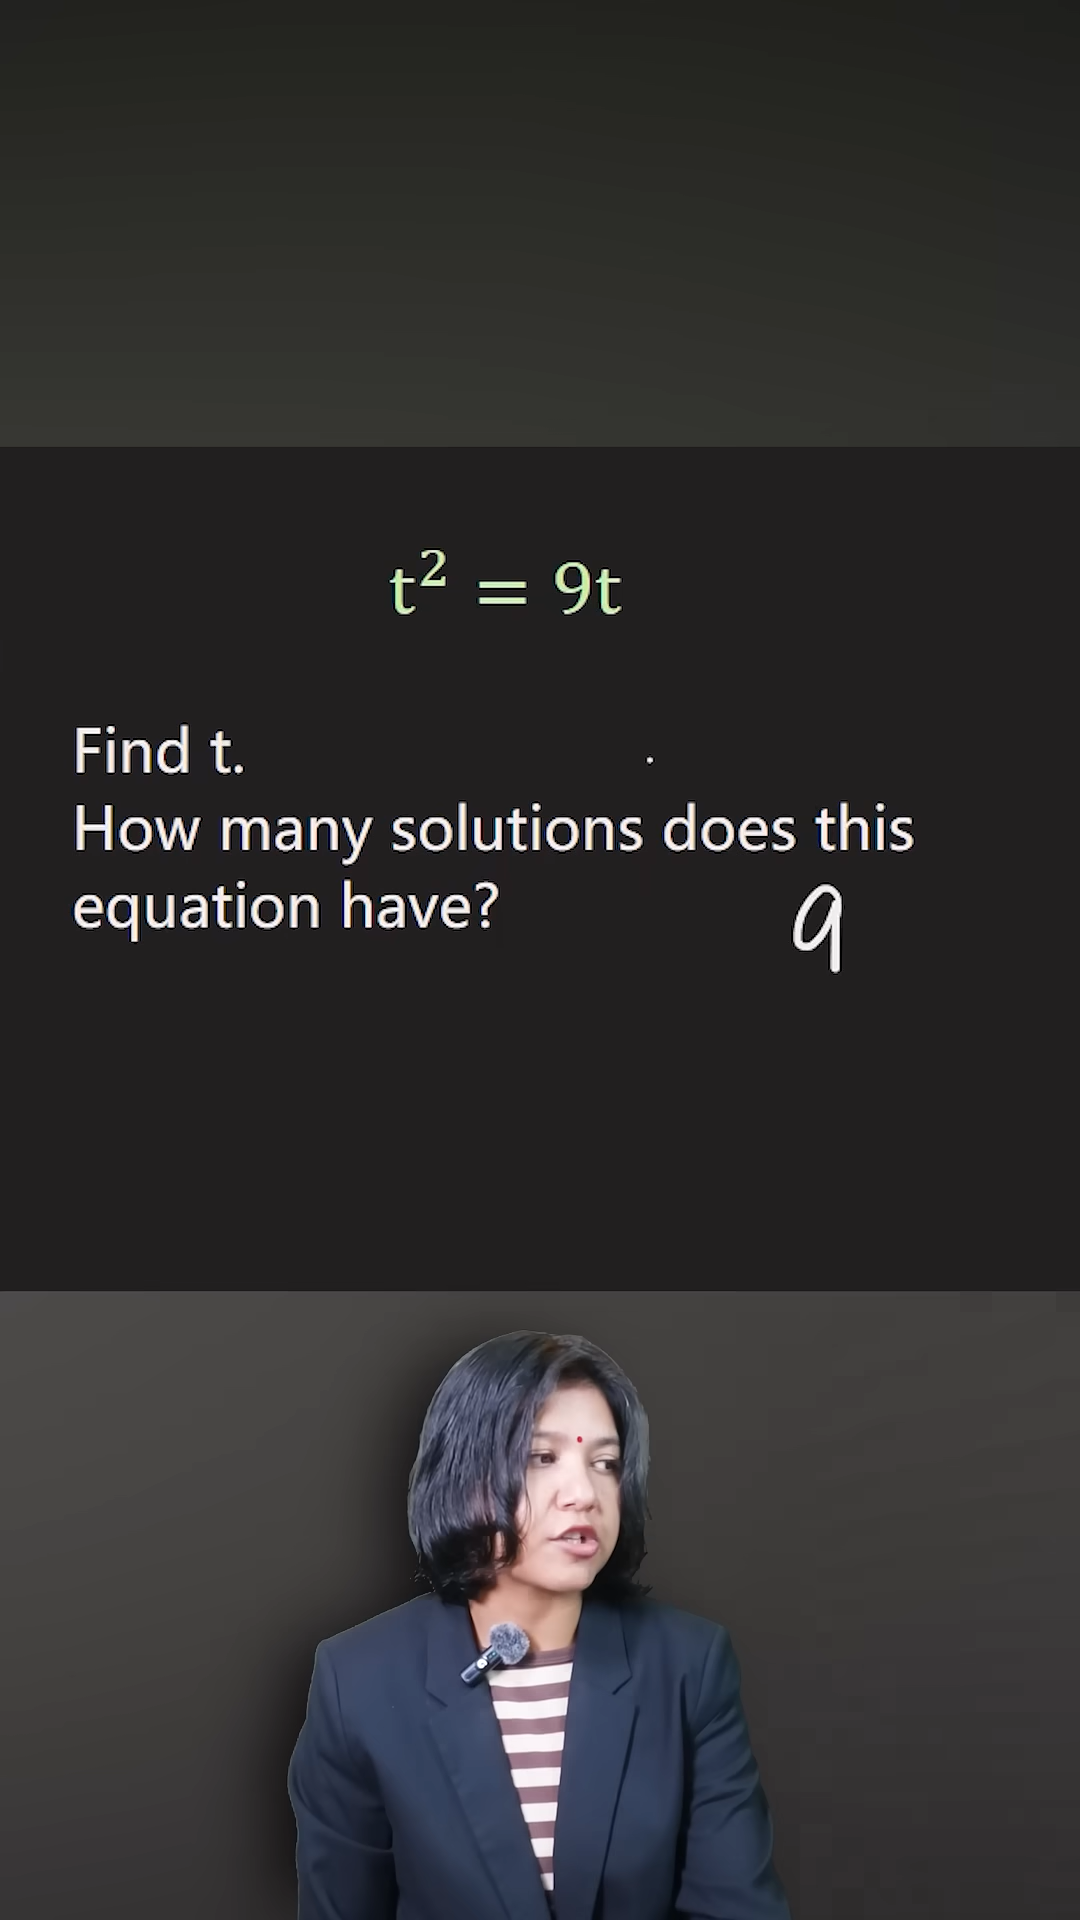 t² = 9t
Find t.
How many solutions does this
equation have?
9